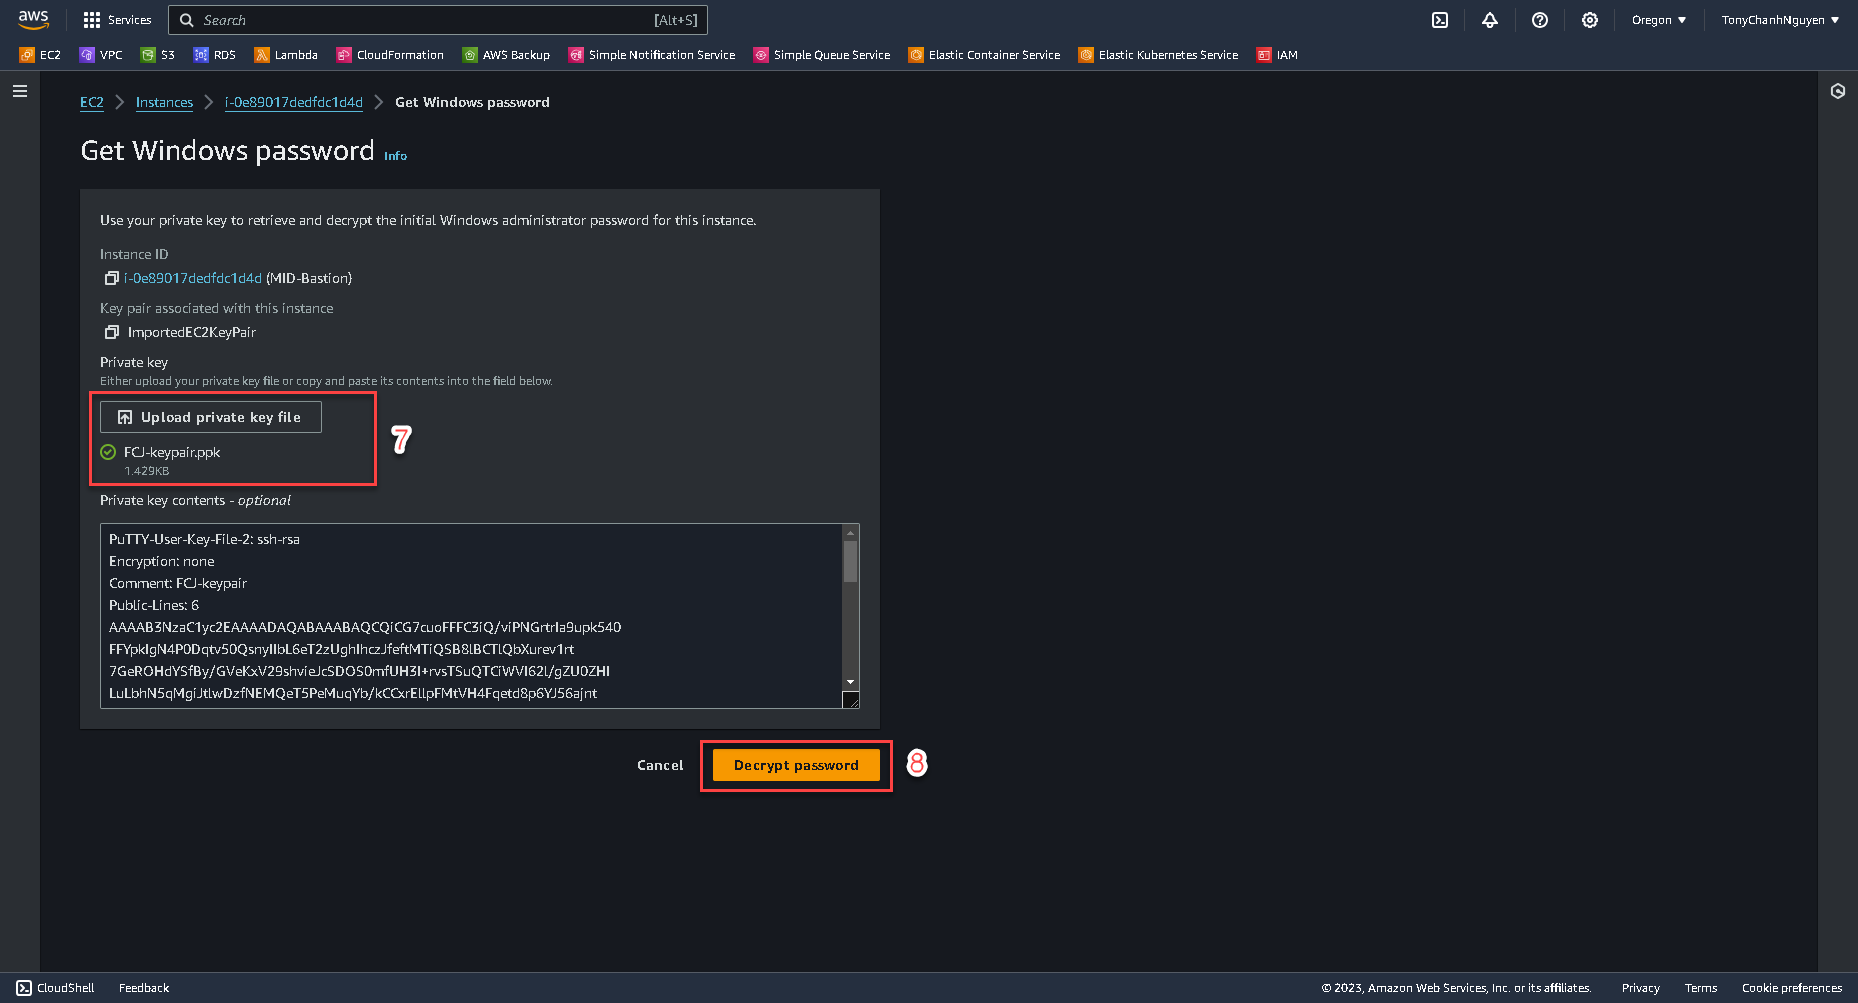 aws
Services
Search
[Alt+S]
Oregon
TonyChanhNguyen
EC2
VPC
S3
RDS
Lambda
CloudFormation
AWS Backup
Simple Notification Service
Simple Queue Service
Elastic Container Service
Elastic Kubernetes Service
IAM
EC2 > Instances > i-0e89017dedfdc1d4d > Get Windows password
Get Windows password Info
Use your private key to retrieve and decrypt the initial Windows administrator password for this instance.
Instance ID
i-0e89017dedfdc1d4d (MID-Bastion)
Key pair associated with this instance
ImportedEC2KeyPair
Private key
Either upload your private key file or copy and paste its contents into the field below.
Upload private key file
7
FCJ-keypair.ppk
1.429KB
Private key contents - optional
PuTTY-User-Key-File-2: ssh-rsa
Encryption: none
Comment: FCJ-keypair
Public-Lines: 6
AAAAB3NzaC1yc2EAAAADAQABAAABAQCQiCG7cuoFFFC3iQ/viPNGrtrIa9upk540
FFYpkIgN4P0Dqtv50QsnyIIbL6eT2zUghIhczJfeftMTiQSB8lBCTlQbXurev1rt
7GeROHdYSfBy/GVeKxV29shvieJcSDOS0mfUH3I+rvsTSuQTCiWVI62l/gZU0ZHI
LuLbhN5qMgiJtlwDzfNEMQeT5PeMuqYb/kCCxrEllpFMtVH4Fqetd8p6YJ56ajnt
Cancel
Decrypt password
8
CloudShell
Feedback
© 2023, Amazon Web Services, Inc. or its affiliates.
Privacy
Terms
Cookie preferences